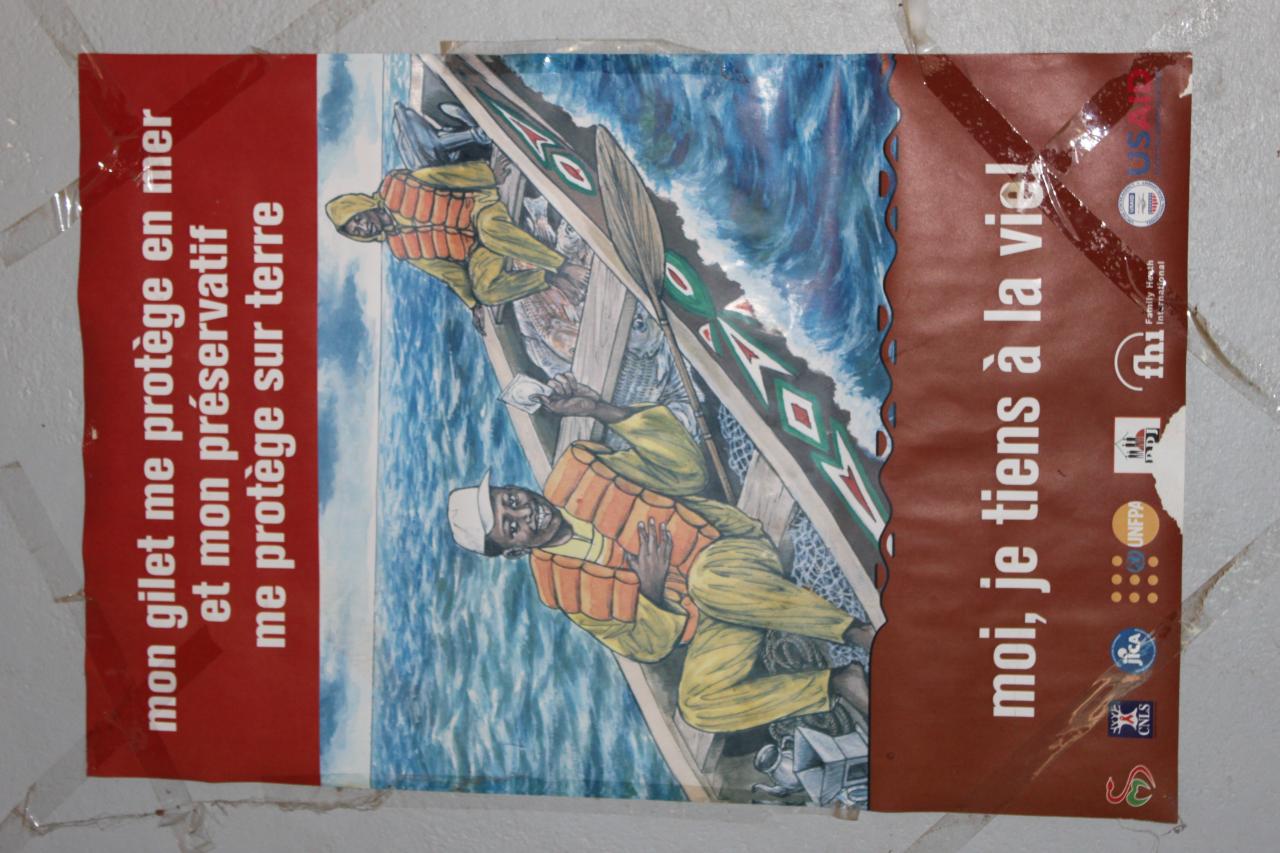 mon gilet me protège en mer
et mon préservatif
me protège sur terre
moi, je tiens à la vie!
CNLS
jicA
UNFPA
fhi
Family Health
International
USAID